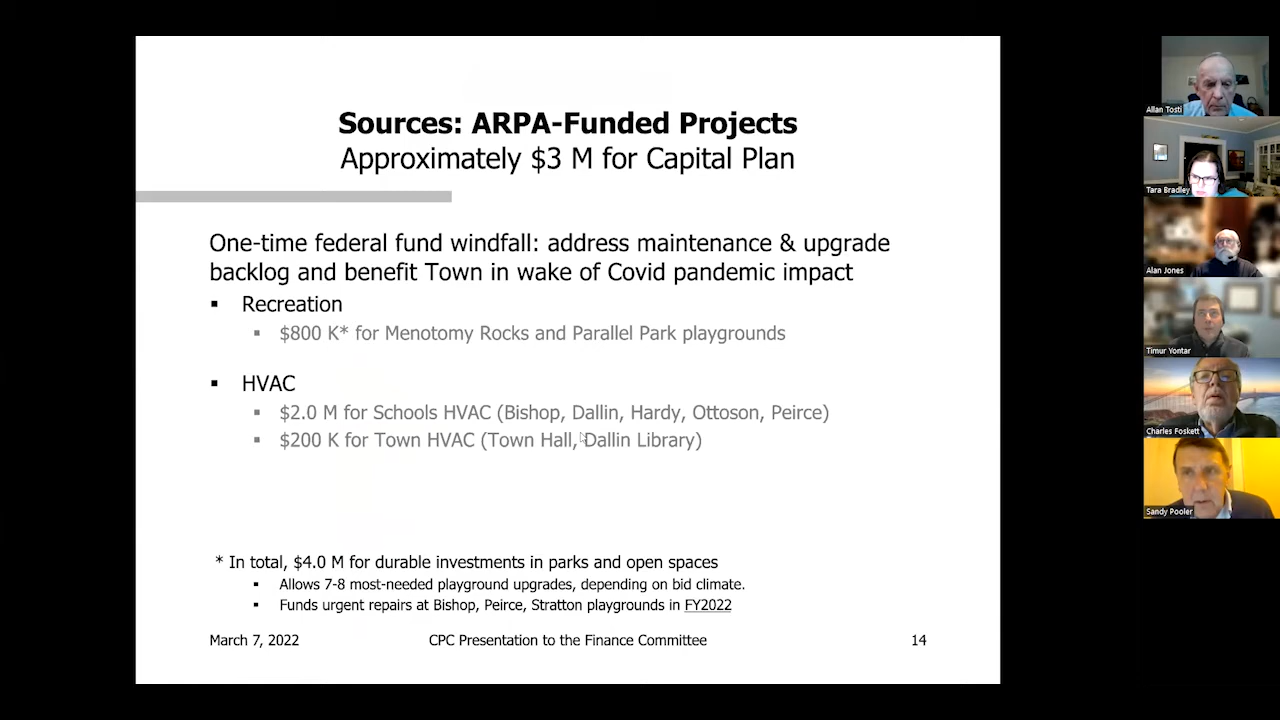 Sources: ARPA-Funded Projects
Approximately $3 M for Capital Plan
One-time federal fund windfall: address maintenance & upgrade
backlog and benefit Town in wake of Covid pandemic impact
▪ Recreation
▪ $800 K* for Menotomy Rocks and Parallel Park playgrounds
▪ HVAC
▪ $2.0 M for Schools HVAC (Bishop, Dallin, Hardy, Ottoson, Peirce)
▪ $200 K for Town HVAC (Town Hall, Dallin Library)
* In total, $4.0 M for durable investments in parks and open spaces
▪ Allows 7-8 most-needed playground upgrades, depending on bid climate.
▪ Funds urgent repairs at Bishop, Peirce, Stratton playgrounds in FY2022
March 7, 2022 CPC Presentation to the Finance Committee 14
Allan Tosti
Tara Bradley
Alan Jones
Timur Yontar
Charles Foskett
Sandy Pooler